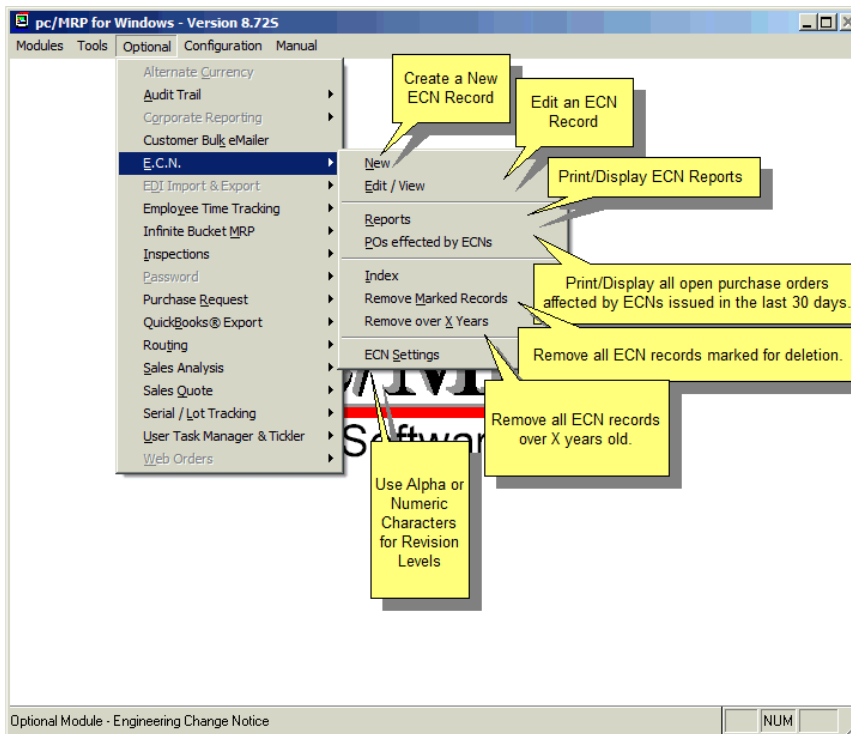 pc/MRP for Windows - Version 8.72S
Modules Tools Optional Configuration Manual
Alternate Currency
Audit Trail
Corporate Reporting
Customer Bulk eMailer
E.C.N.
EDI Import & Export
Employee Time Tracking
Infinite Bucket MRP
Inspections
Password
Purchase Request
QuickBooks® Export
Routing
Sales Analysis
Sales Quote
Serial / Lot Tracking
User Task Manager & Tickler
Web Orders
New
Edit / View
Reports
POs effected by ECNs
Index
Remove Marked Records
Remove over X Years
ECN Settings
Create a New
ECN Record
Edit an ECN
Record
Print/Display ECN Reports
Print/Display all open purchase orders
affected by ECNs issued in the last 30 days.
Remove all ECN records marked for deletion.
Remove all ECN records
over X years old.
Use Alpha or
Numeric
Characters
for Revision
Levels
Optional Module - Engineering Change Notice
NUM